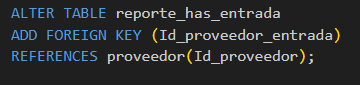 ALTER TABLE reporte_has_entrada
ADD FOREIGN KEY (Id_proveedor_entrada)
REFERENCES proveedor(Id_proveedor);